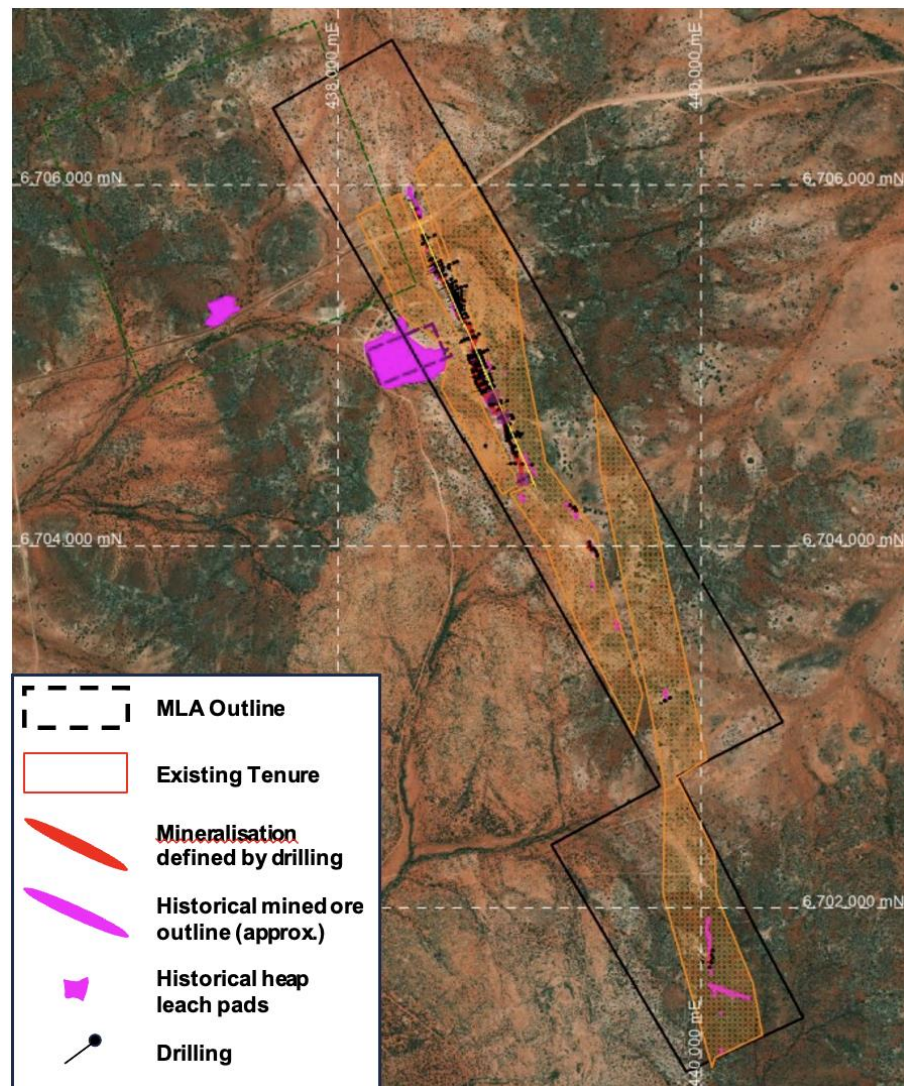 438,000 mE
440,000 mE
6,706,000 mN
6,706,000 mN
6,704,000 mN
6,704,000 mN
MLA Outline
Existing Tenure
Mineralisation
defined by drilling
Historical mined ore
outline (approx.)
Historical heap
leach pads
Drilling
6,702,000 mN
440,000 mE